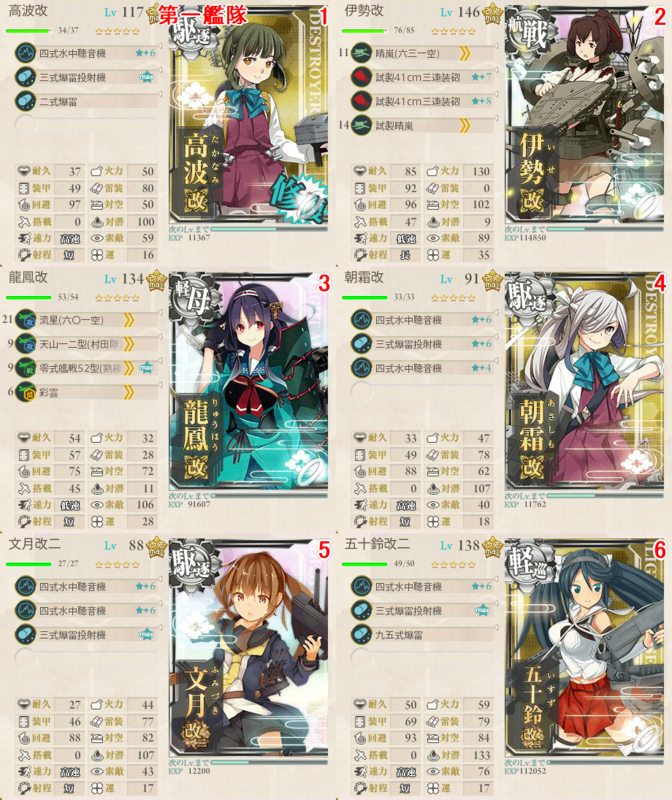 第一艦隊
高波改 Lv 117
1
34/37
四式水中聴音機 ★+6
三式爆雷投射機 max
二式爆雷
駆逐
DESTROYER
たかなみ
高波改
修
耐久 37 火力 50
装甲 49 雷装 80
回避 97 対空 50
搭載 0 対潜 100
速力 高速 索敵 59
射程 短 運 16
次のLv.まで
EXP 11367
伊勢改 Lv 146
2
76/85
11 晴嵐(六三一空)
試製41cm三連装砲 ★+7
試製41cm三連装砲 ★+8
14 試製晴嵐
航戦
いせ
伊勢改
耐久 85 火力 130
装甲 92 雷装 0
回避 96 対空 102
搭載 47 対潜 9
速力 低速 索敵 89
射程 長 運 35
次のLv.まで
EXP 114850
龍鳳改 Lv 134
3
53/54
21 流星(六〇一空)
9 天山一二型(村田隊
9 零式艦戦52型(熟練 max
6 彩雲
軽母
りゅうほう
龍鳳改
耐久 54 火力 32
装甲 57 雷装 28
回避 75 対空 72
搭載 45 対潜 11
速力 低速 索敵 106
射程 短 運 28
次のLv.まで
EXP 91607
朝霜改 Lv 91
4
33/33
四式水中聴音機 ★+6
三式水中聴音機 ★+6
四式水中聴音機 ★+4
駆逐
DESTROYER
あさしも
朝霜改
耐久 33 火力 47
装甲 49 雷装 78
回避 88 対空 62
搭載 0 対潜 107
速力 高速 索敵 40
射程 短 運 18
次のLv.まで
EXP 11762
文月改二 Lv 88
5
27/27
四式水中聴音機 ★+6
四式水中聴音機 ★+6
三式爆雷投射機 max
駆逐
ふみづき
文月改
耐久 27 火力 44
装甲 46 雷装 77
回避 88 対空 82
搭載 0 対潜 107
速力 高速 索敵 43
射程 短 運 17
次のLv.まで
EXP 12200
五十鈴改二 Lv 138
6
49/50
四式水中聴音機 ★+6
三式爆雷投射機 max
九五式爆雷
軽巡
いすず
五十鈴改
耐久 50 火力 59
装甲 69 雷装 79
回避 93 対空 84
搭載 0 対潜 133
速力 高速 索敵 76
射程 短 運 17
次のLv.まで
EXP 112052